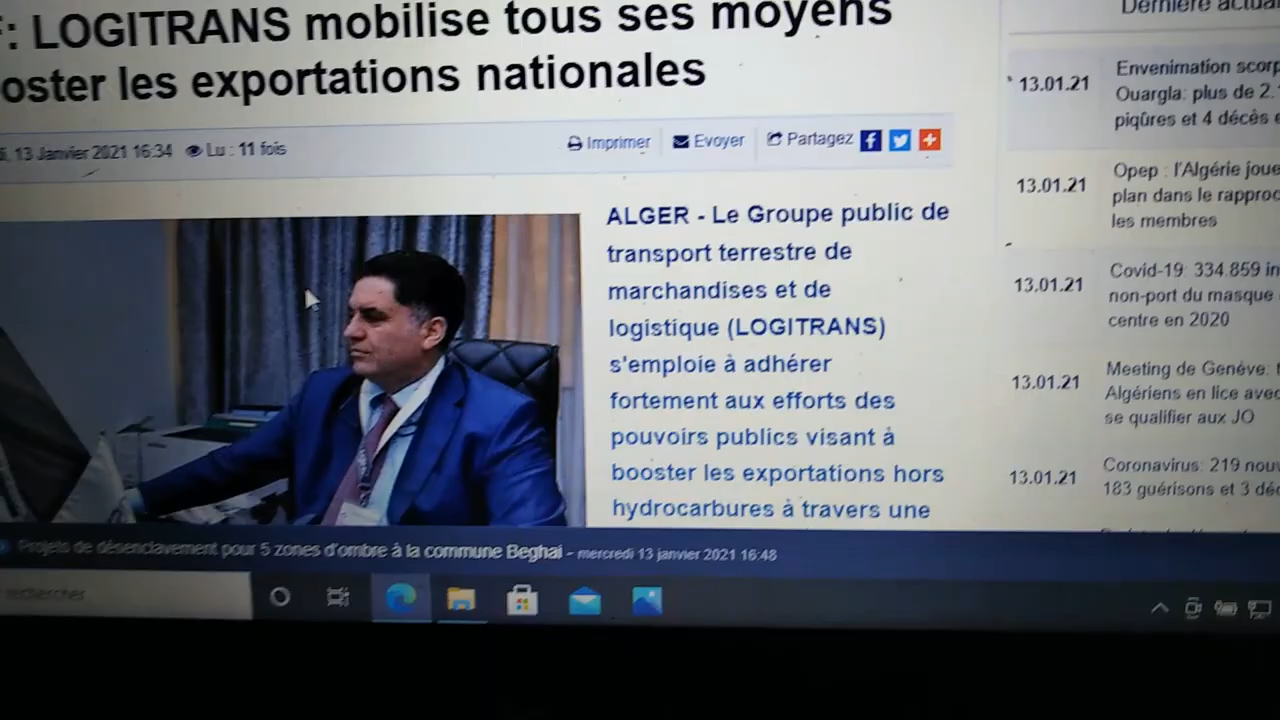 : LOGITRANS mobilise tous ses moyens
oster les exportations nationales
13 Janvier 2021 16:34 Lu : 11 fois
Imprimer Evoyer Partagez
ALGER - Le Groupe public de
transport terrestre de
marchandises et de
logistique (LOGITRANS)
s'emploie à adhérer
fortement aux efforts des
pouvoirs publics visant à
booster les exportations hors
hydrocarbures à travers une
Dernière actua
13.01.21
Envenimation scorp
Ouargla: plus de 2.
piqûres et 4 décès e
13.01.21
Opep : l'Algérie joue
plan dans le rapproc
les membres
13.01.21
Covid-19: 334.859 in
non-port du masque
centre en 2020
13.01.21
Meeting de Genève:
Algériens en lice avec
se qualifier aux JO
13.01.21
Coronavirus: 219 nouv
183 guérisons et 3 déc
Projets de désenclavement pour 5 zones d'ombre à la commune Beghai - mercredi 13 janvier 2021 16:48
rechercher